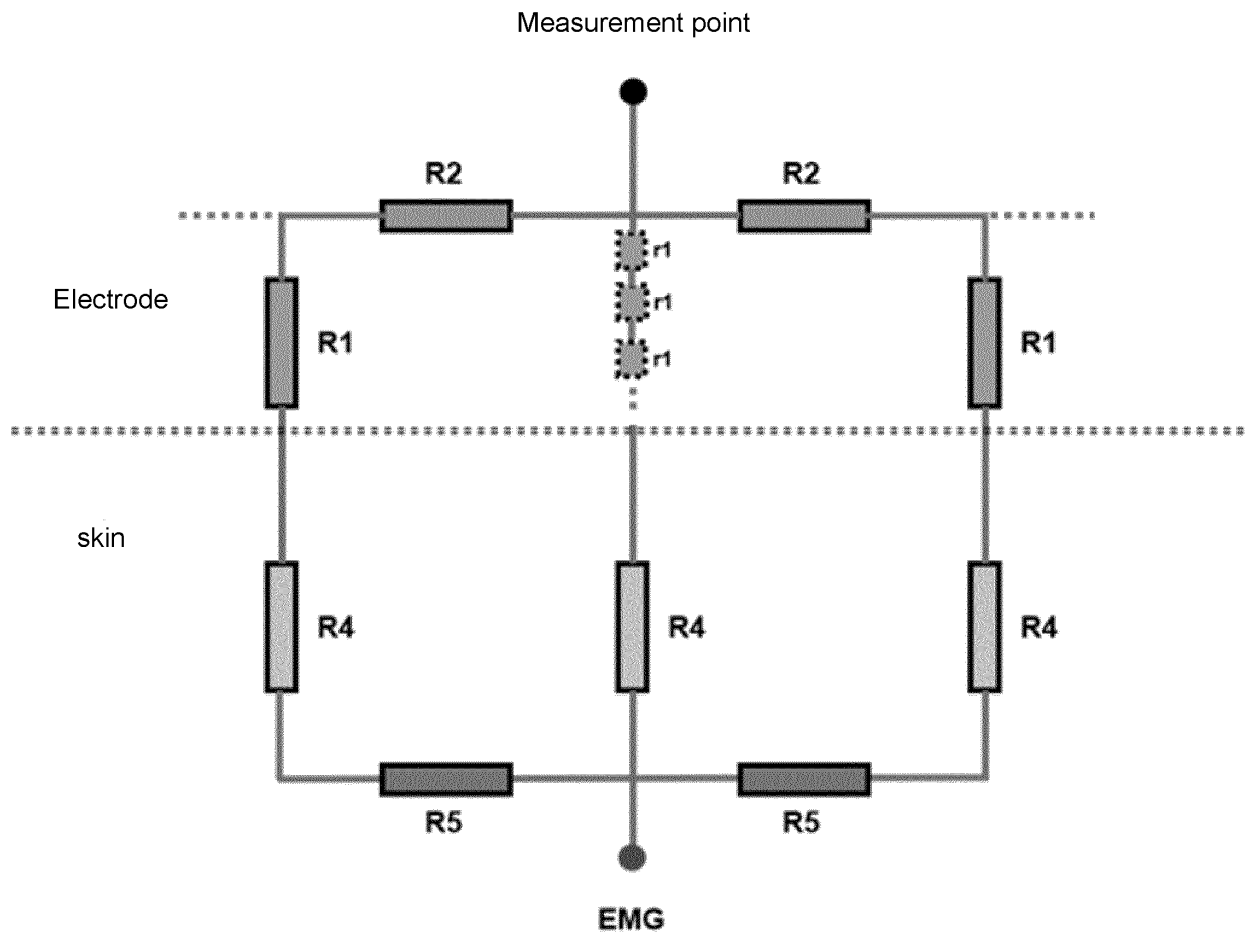 Measurement point
R2 R2
r1
Electrode r1
R1 R1
r1
skin
R4 R4 R4
R5 R5
EMG